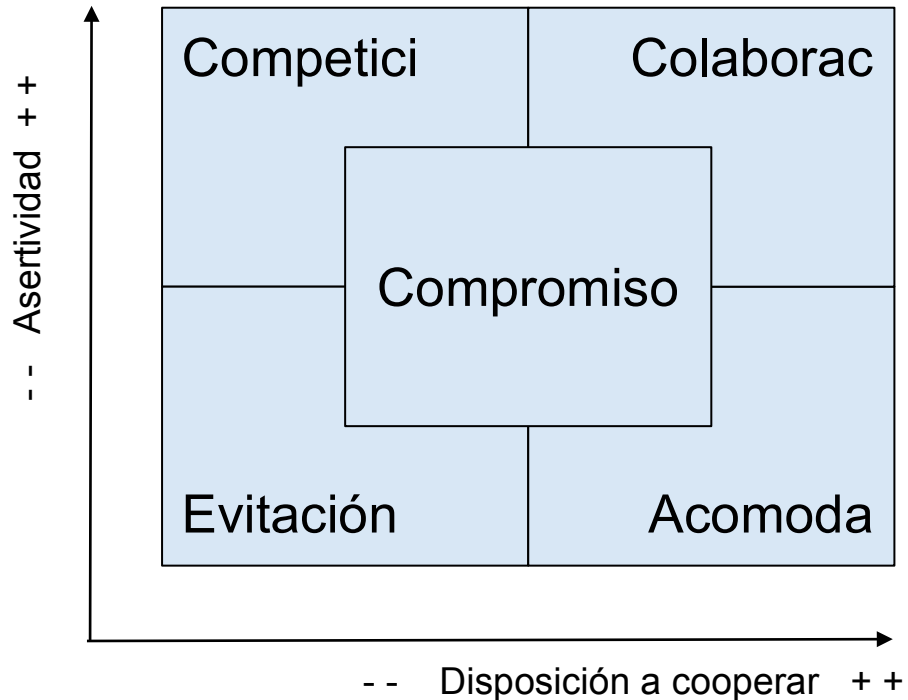 Competici
Colaborac
- - Asertividad + +
Compromiso
Evitación
Acomoda
- - Disposición a cooperar + +